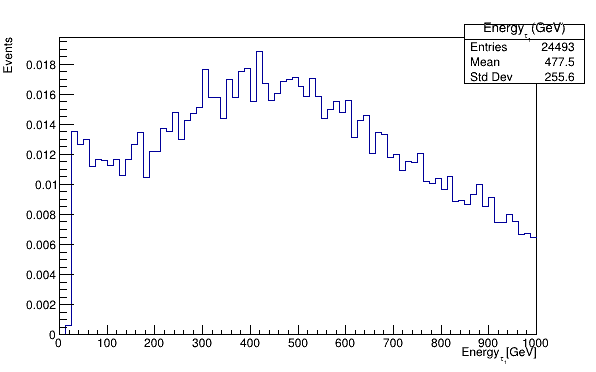 Energy_τ₁(GeV)
Entries 24493
Mean 477.5
Std Dev 255.6
Events
0.018
0.016
0.014
0.012
0.01
0.008
0.006
0.004
0.002
0
0 100 200 300 400 500 600 700 800 900 1000
Energy_τ₁[GeV]